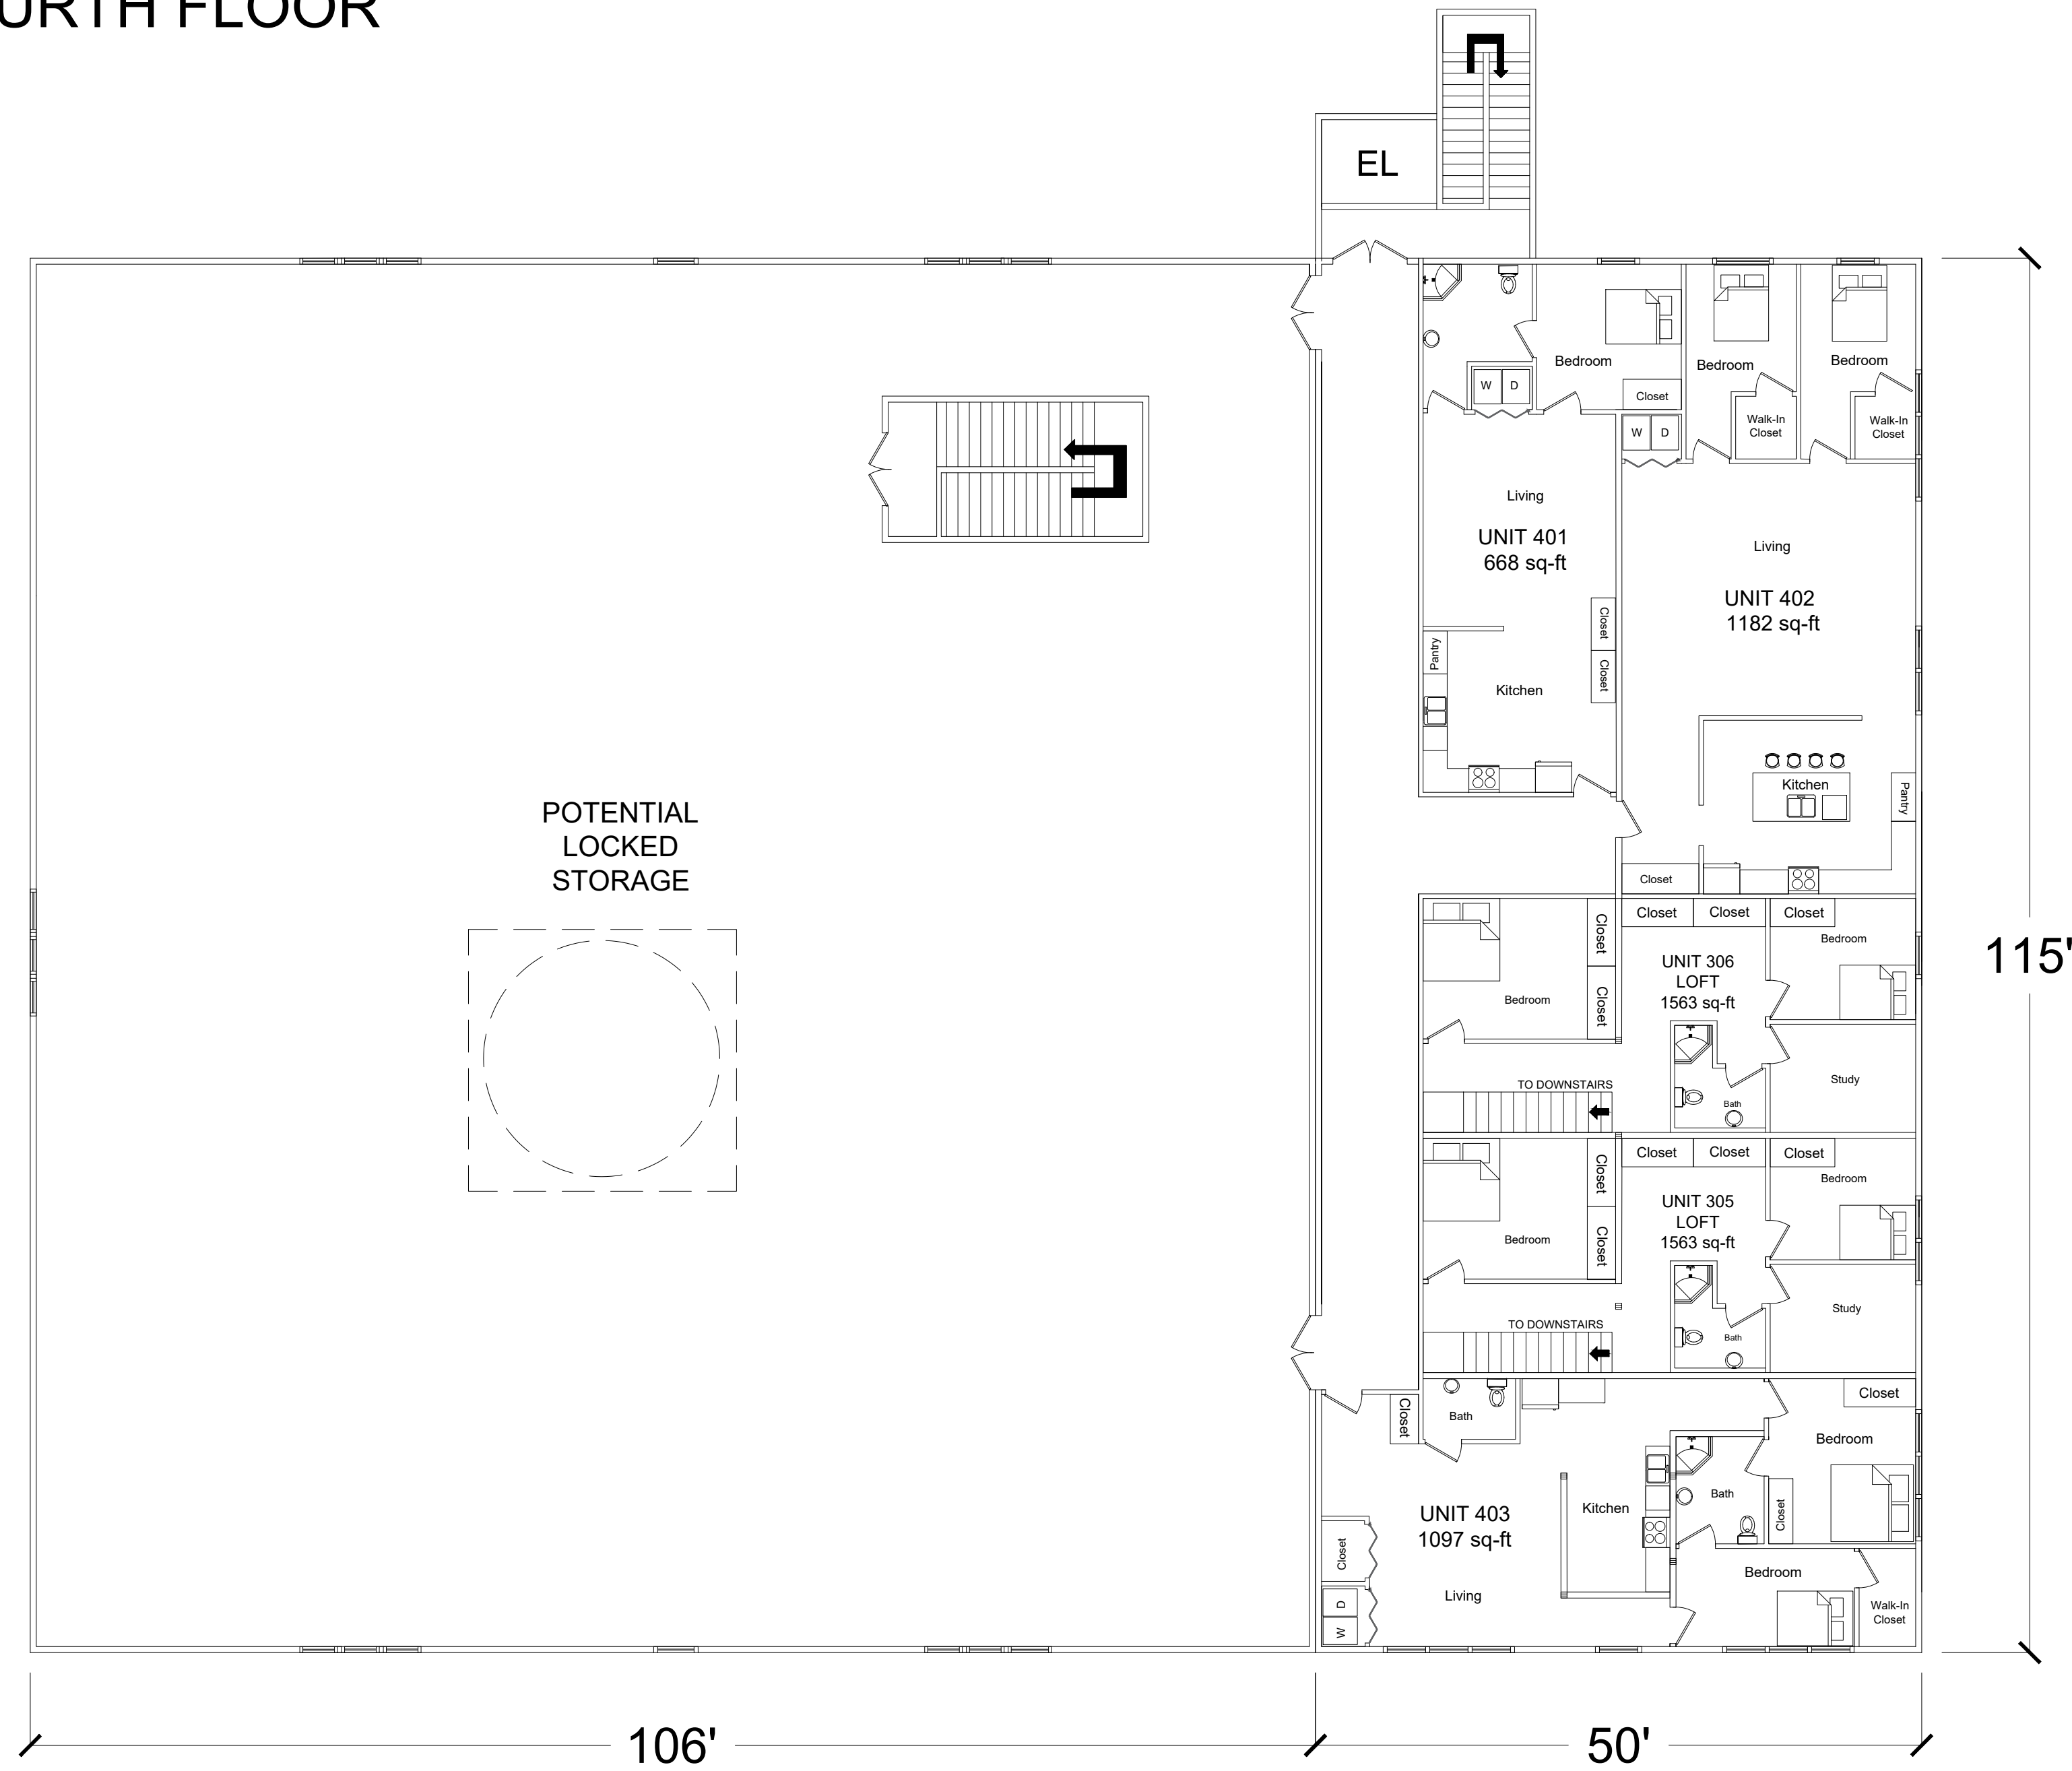 URTH FLOOR
EL
Bedroom
Bedroom
Bedroom
W D
Closet
Walk-In
Closet
Walk-In
Closet
W D
Living
UNIT 401
668 sq-ft
Living
UNIT 402
1182 sq-ft
Closet
Closet
Pantry
Kitchen
Kitchen
Pantry
POTENTIAL
LOCKED
STORAGE
Closet
Closet
Closet
Closet
Closet
Closet
Bedroom
UNIT 306
LOFT
1563 sq-ft
Bedroom
115'
Study
TO DOWNSTAIRS
Bath
Closet
Closet
Closet
Closet
Closet
Bedroom
UNIT 305
LOFT
1563 sq-ft
Bedroom
Study
TO DOWNSTAIRS
Bath
Closet
Closet
Bath
Bedroom
Bath
Closet
Kitchen
UNIT 403
1097 sq-ft
Closet
Bedroom
Living
D
W
Walk-In
Closet
106'
50'